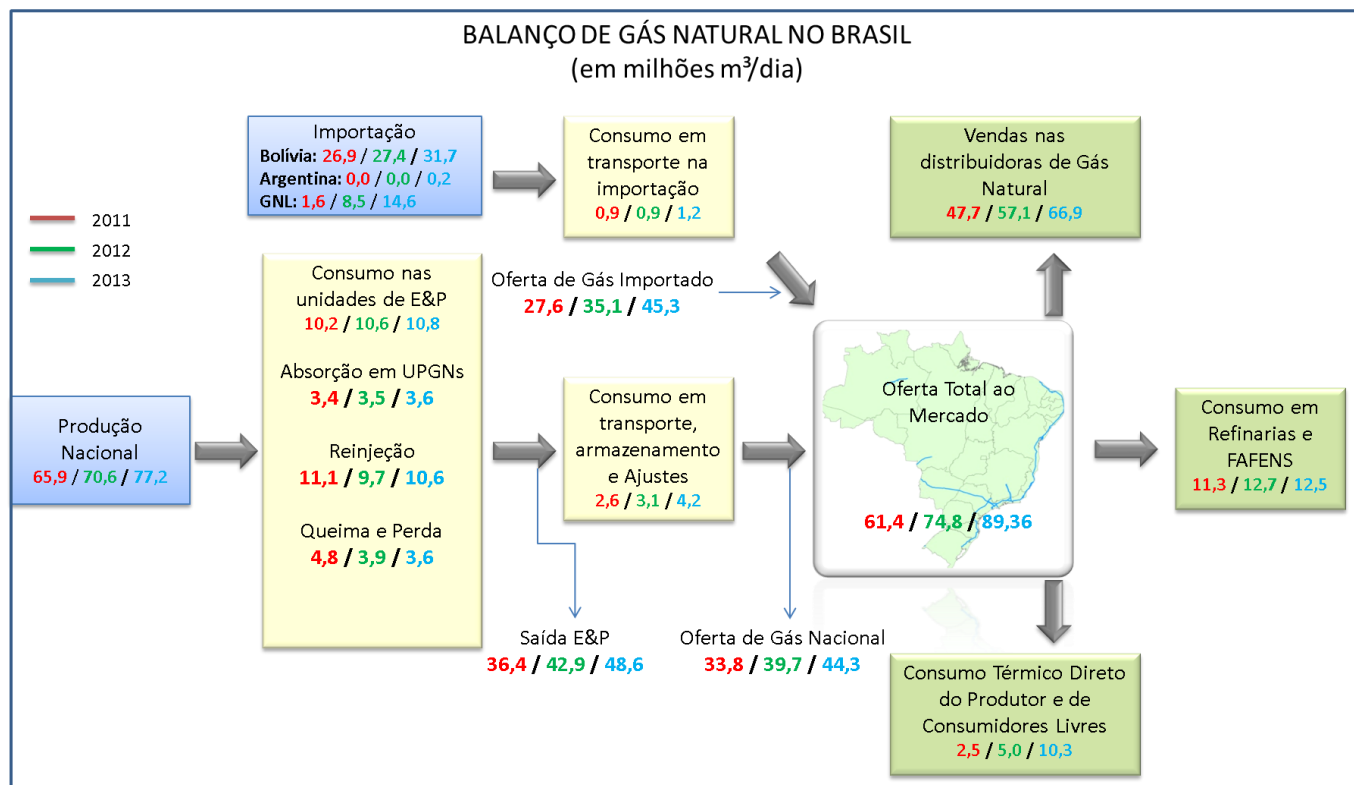 BALANÇO DE GÁS NATURAL NO BRASIL
(em milhões m³/dia)
Importação
Bolívia: 26,9 / 27,4 / 31,7
Argentina: 0,0 / 0,0 / 0,2
GNL: 1,6 / 8,5 / 14,6
Consumo em
transporte na
importação
0,9 / 0,9 / 1,2
Vendas nas
distribuidoras de Gás
Natural
47,7 / 57,1 / 66,9
2011
2012
2013
Consumo nas
unidades de E&P
10,2 / 10,6 / 10,8
Absorção em UPGNs
3,4 / 3,5 / 3,6
Reinjeção
11,1 / 9,7 / 10,6
Queima e Perda
4,8 / 3,9 / 3,6
Oferta de Gás Importado
27,6 / 35,1 / 45,3
Produção
Nacional
65,9 / 70,6 / 77,2
Consumo em
transporte,
armazenamento
e Ajustes
2,6 / 3,1 / 4,2
Oferta Total ao
Mercado
61,4 / 74,8 / 89,36
Consumo em
Refinarias e
FAFENS
11,3 / 12,7 / 12,5
Saída E&P
36,4 / 42,9 / 48,6
Oferta de Gás Nacional
33,8 / 39,7 / 44,3
Consumo Térmico Direto
do Produtor e de
Consumidores Livres
2,5 / 5,0 / 10,3